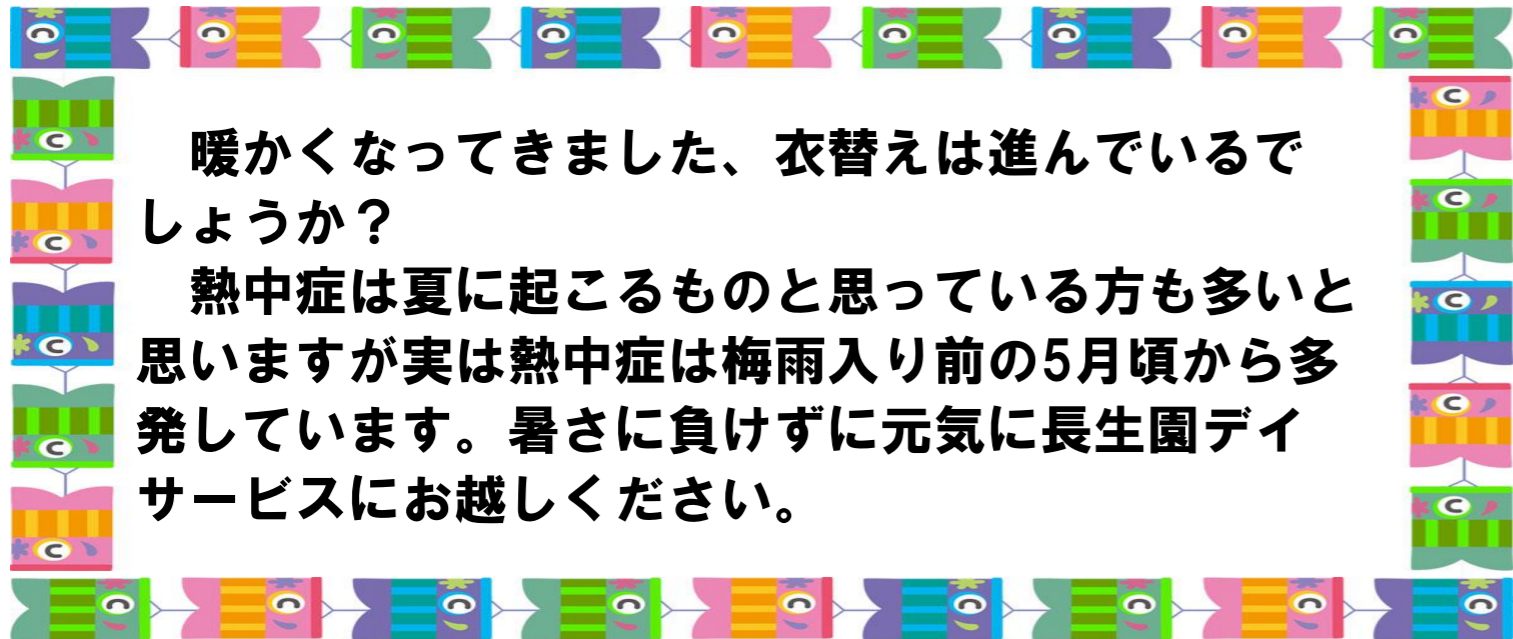 暖かくなってきました、衣替えは進んでいるで
しょうか？
　熱中症は夏に起こるものと思っている方も多いと
思いますが実は熱中症は梅雨入り前の5月頃から多
発しています。暑さに負けずに元気に長生園デイ
サービスにお越しください。